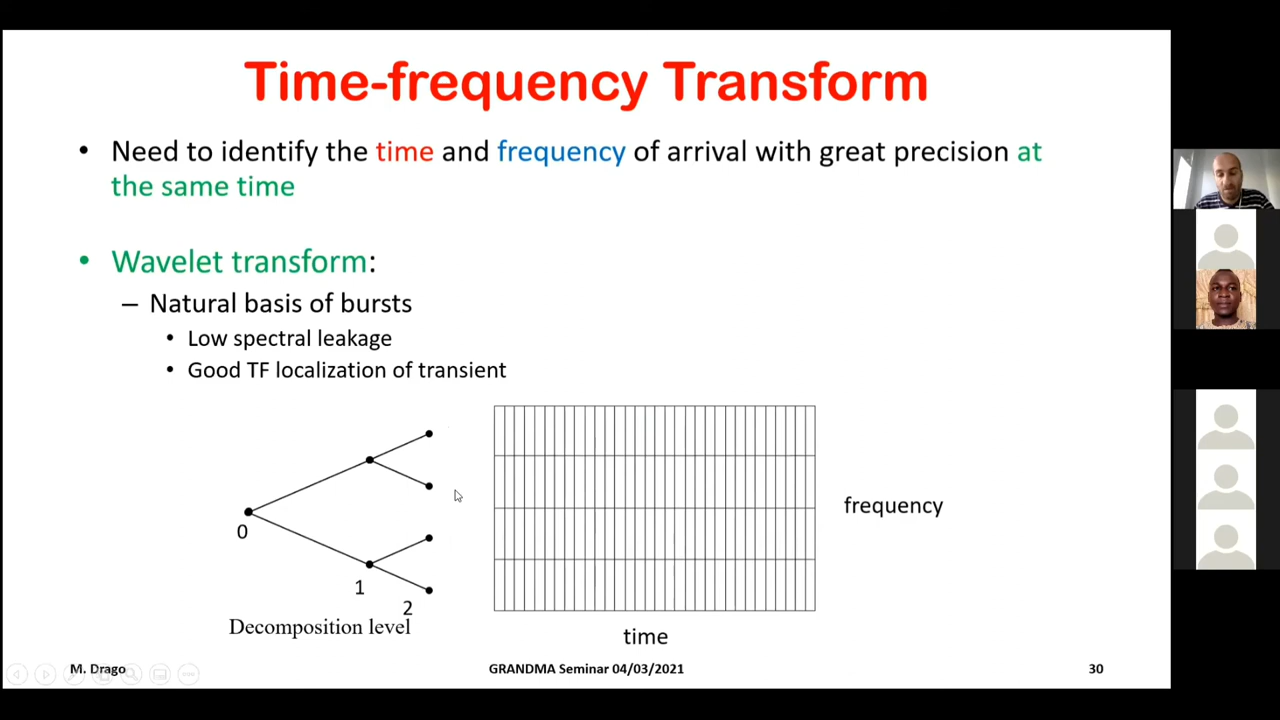 Time-frequency Transform
• Need to identify the time and frequency of arrival with great precision at
the same time
• Wavelet transform:
– Natural basis of bursts
• Low spectral leakage
• Good TF localization of transient
0
1
2
Decomposition level
frequency
time
M. Drago
GRANDMA Seminar 04/03/2021
30